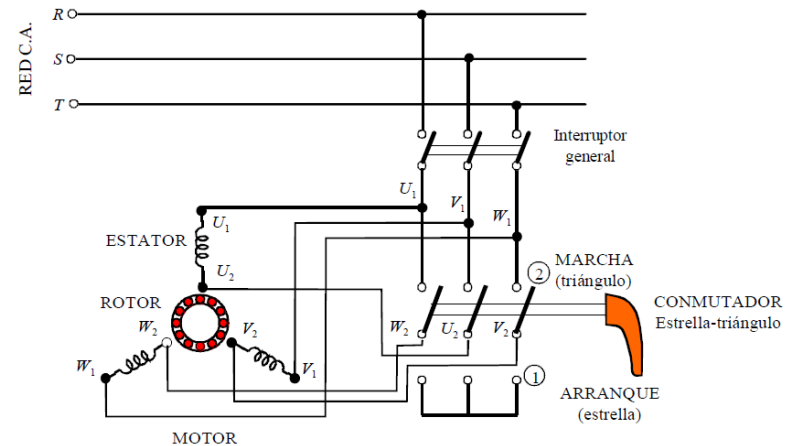 RED C.A.
R
S
T
Interruptor
general
U1
V1
W1
U1
ESTATOR
U2
MARCHA
(triángulo)
2
ROTOR
CONMUTADOR
Estrella-triángulo
W2
V2
W2
U2
V2
W1
V1
1
ARRANQUE
(estrella)
MOTOR